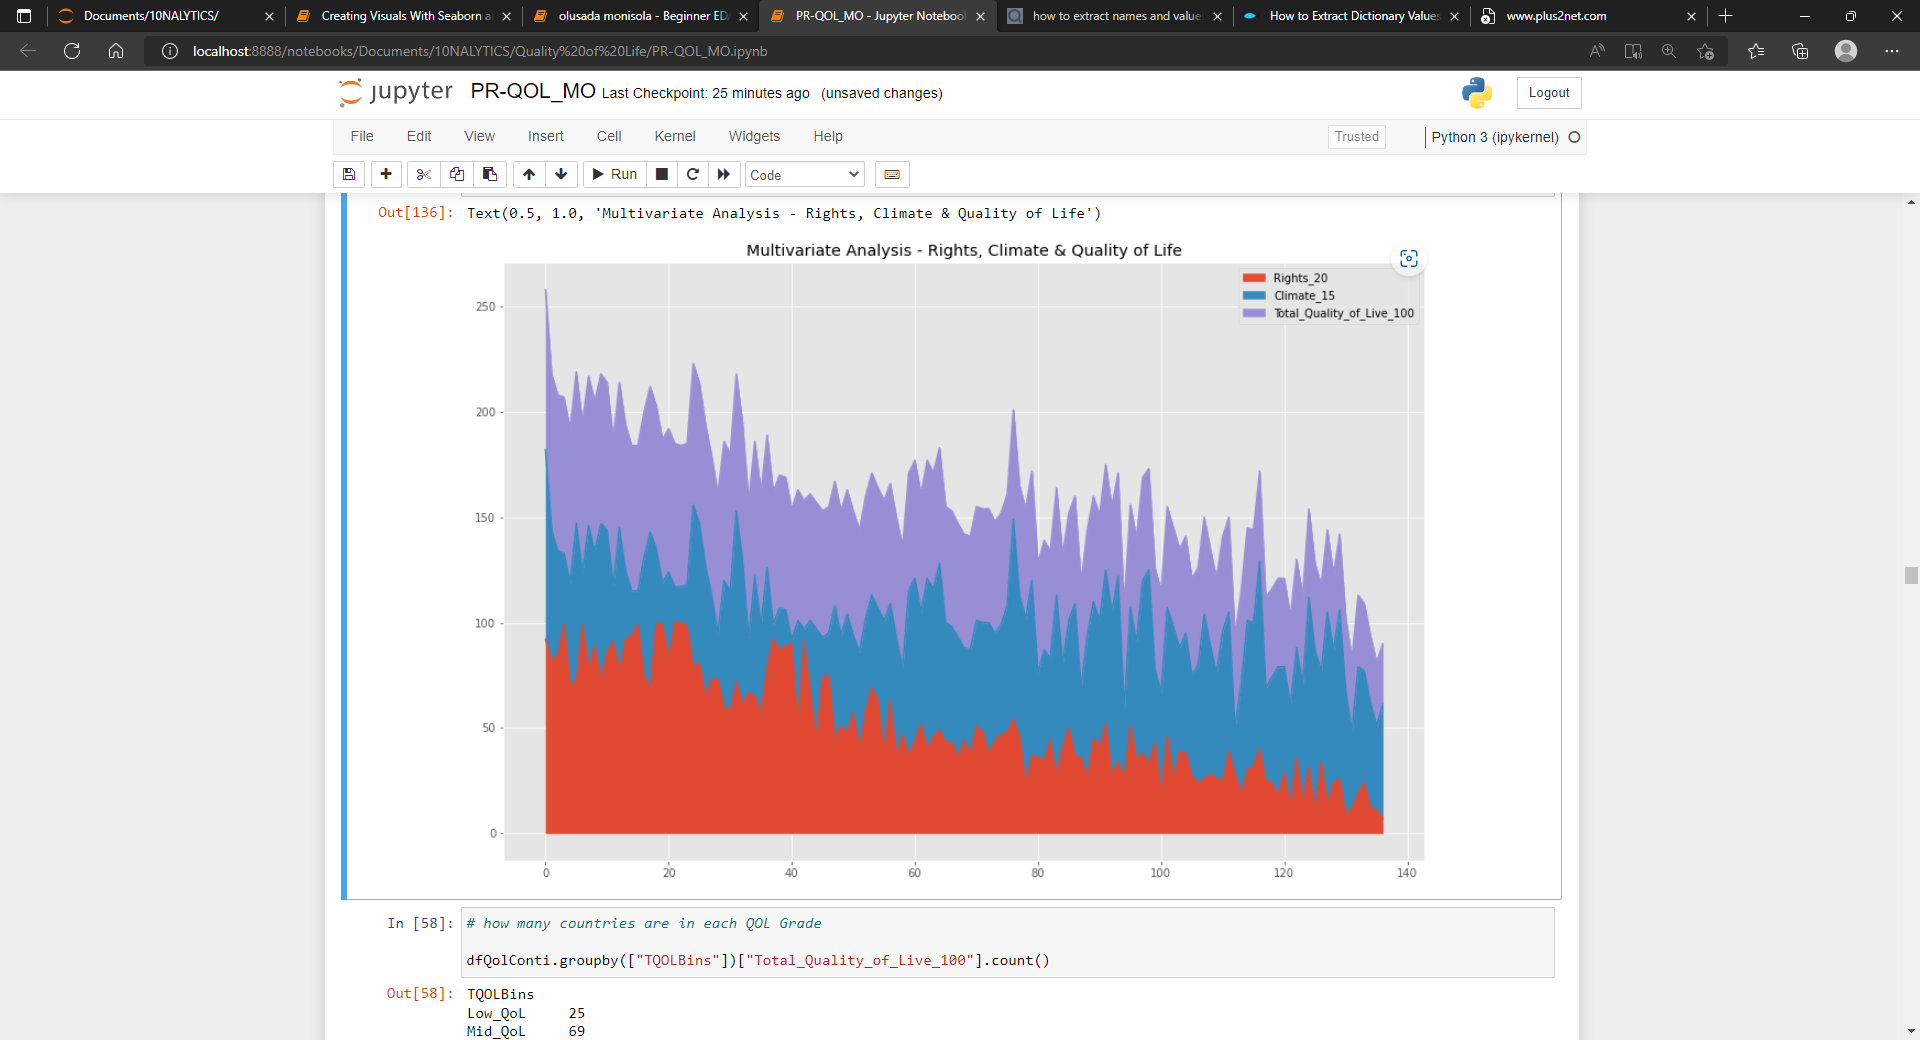 Documents/10NALYTICS/
Creating Visuals With Seaborn a
olusada monisola - Beginner ED
PR-QOL_MO - Jupyter Noteboo
how to extract names and value
How to Extract Dictionary Values
www.plus2net.com
localhost:8888/notebooks/Documents/10NALYTICS/Quality%20of%20Life/PR-QOL_MO.ipynb
jupyter PR-QOL_MO Last Checkpoint: 25 minutes ago (unsaved changes)
Logout
File Edit View Insert Cell Kernel Widgets Help
Trusted
Python 3 (ipykernel)
Run
Code
Out[136]: Text(0.5, 1.0, 'Multivariate Analysis - Rights, Climate & Quality of Life')
Multivariate Analysis - Rights, Climate & Quality of Life
Rights_20
Climate_15
Total_Quality_of_Live_100
250
200
150
100
50
0
0 20 40 60 80 100 120 140
In [58]: # how many countries are in each QOL Grade
dfQolConti.groupby(["TQOLBins"])["Total_Quality_of_Live_100"].count()
Out[58]: TQOLBins
Low_QoL 25
Mid_QoL 69